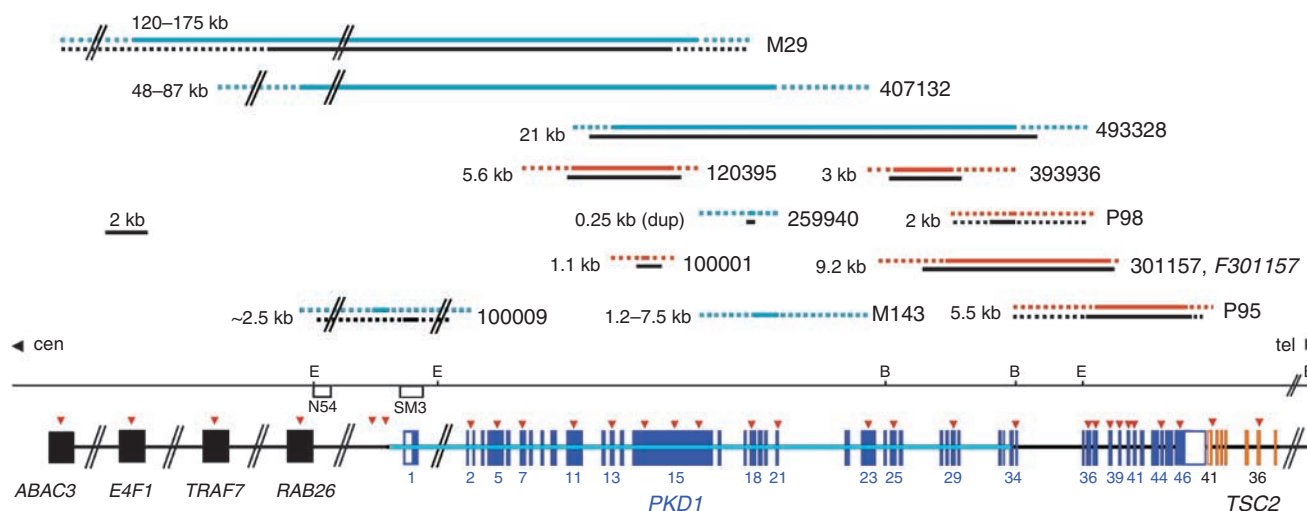 120–175 kb M29
48–87 kb 407132
21 kb 493328
5.6 kb 120395 3 kb 393936
2 kb 0.25 kb (dup) 259940 2 kb P98
1.1 kb 100001 9.2 kb 301157, F301157
~2.5 kb 100009 1.2–7.5 kb M143 5.5 kb P95
cen tel
E E B B E E
N54 SM3
1 2 5 7 11 13 15 18 21 23 25 29 34 36 39 41 44 46 41 36
ABAC3 E4F1 TRAF7 RAB26 PKD1 TSC2